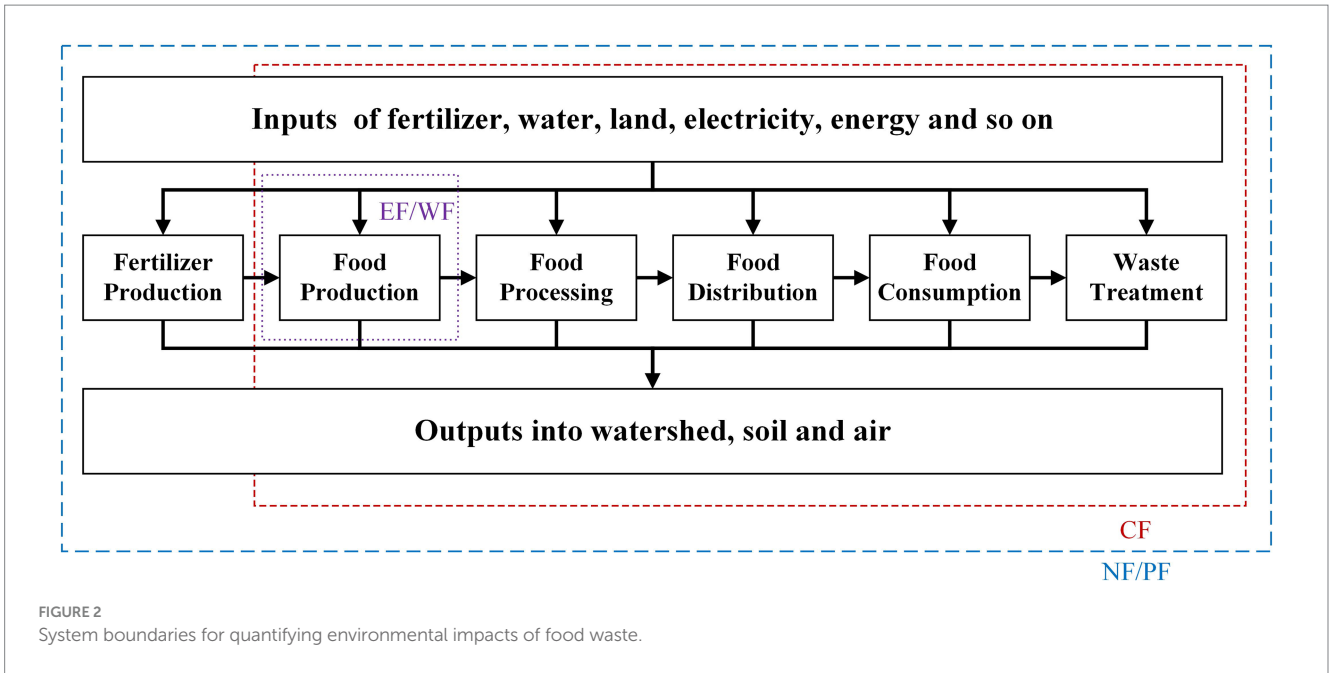 Inputs of fertilizer, water, land, electricity, energy and so on
EF/WF
Fertilizer
Production
Food
Production
Food
Processing
Food
Distribution
Food
Consumption
Waste
Treatment
Outputs into watershed, soil and air
CF
NF/PF
FIGURE 2
System boundaries for quantifying environmental impacts of food waste.